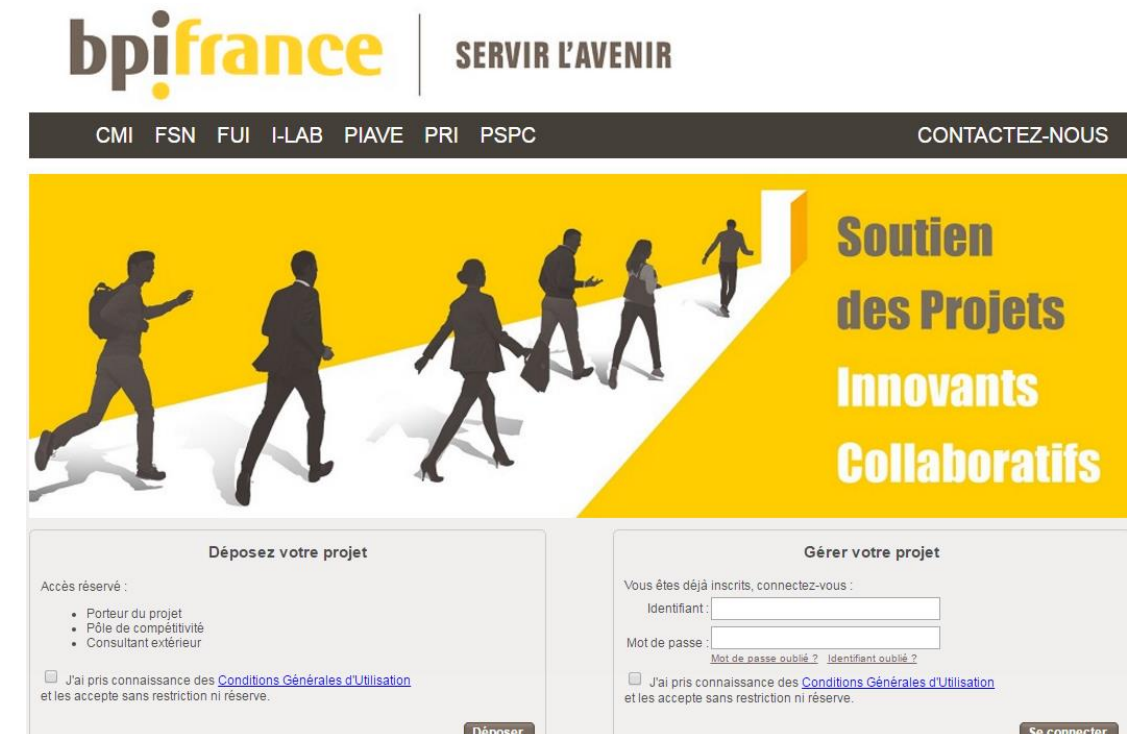 bpifrance
SERVIR L'AVENIR
CMI FSN FUI I-LAB PIAVE PRI PSPC
CONTACTEZ-NOUS
Soutien
des Projets
Innovants
Collaboratifs
Déposez votre projet
Accès réservé :
Porteur du projet
Pôle de compétitivité
Consultant extérieur
J'ai pris connaissance des Conditions Générales d'Utilisation
et les accepte sans restriction ni réserve.
Déposer
Gérer votre projet
Vous êtes déjà inscrits, connectez-vous :
Identifiant :
Mot de passe :
Mot de passe oublié ? Identifiant oublié ?
J'ai pris connaissance des Conditions Générales d'Utilisation
et les accepte sans restriction ni réserve.
Se connecter